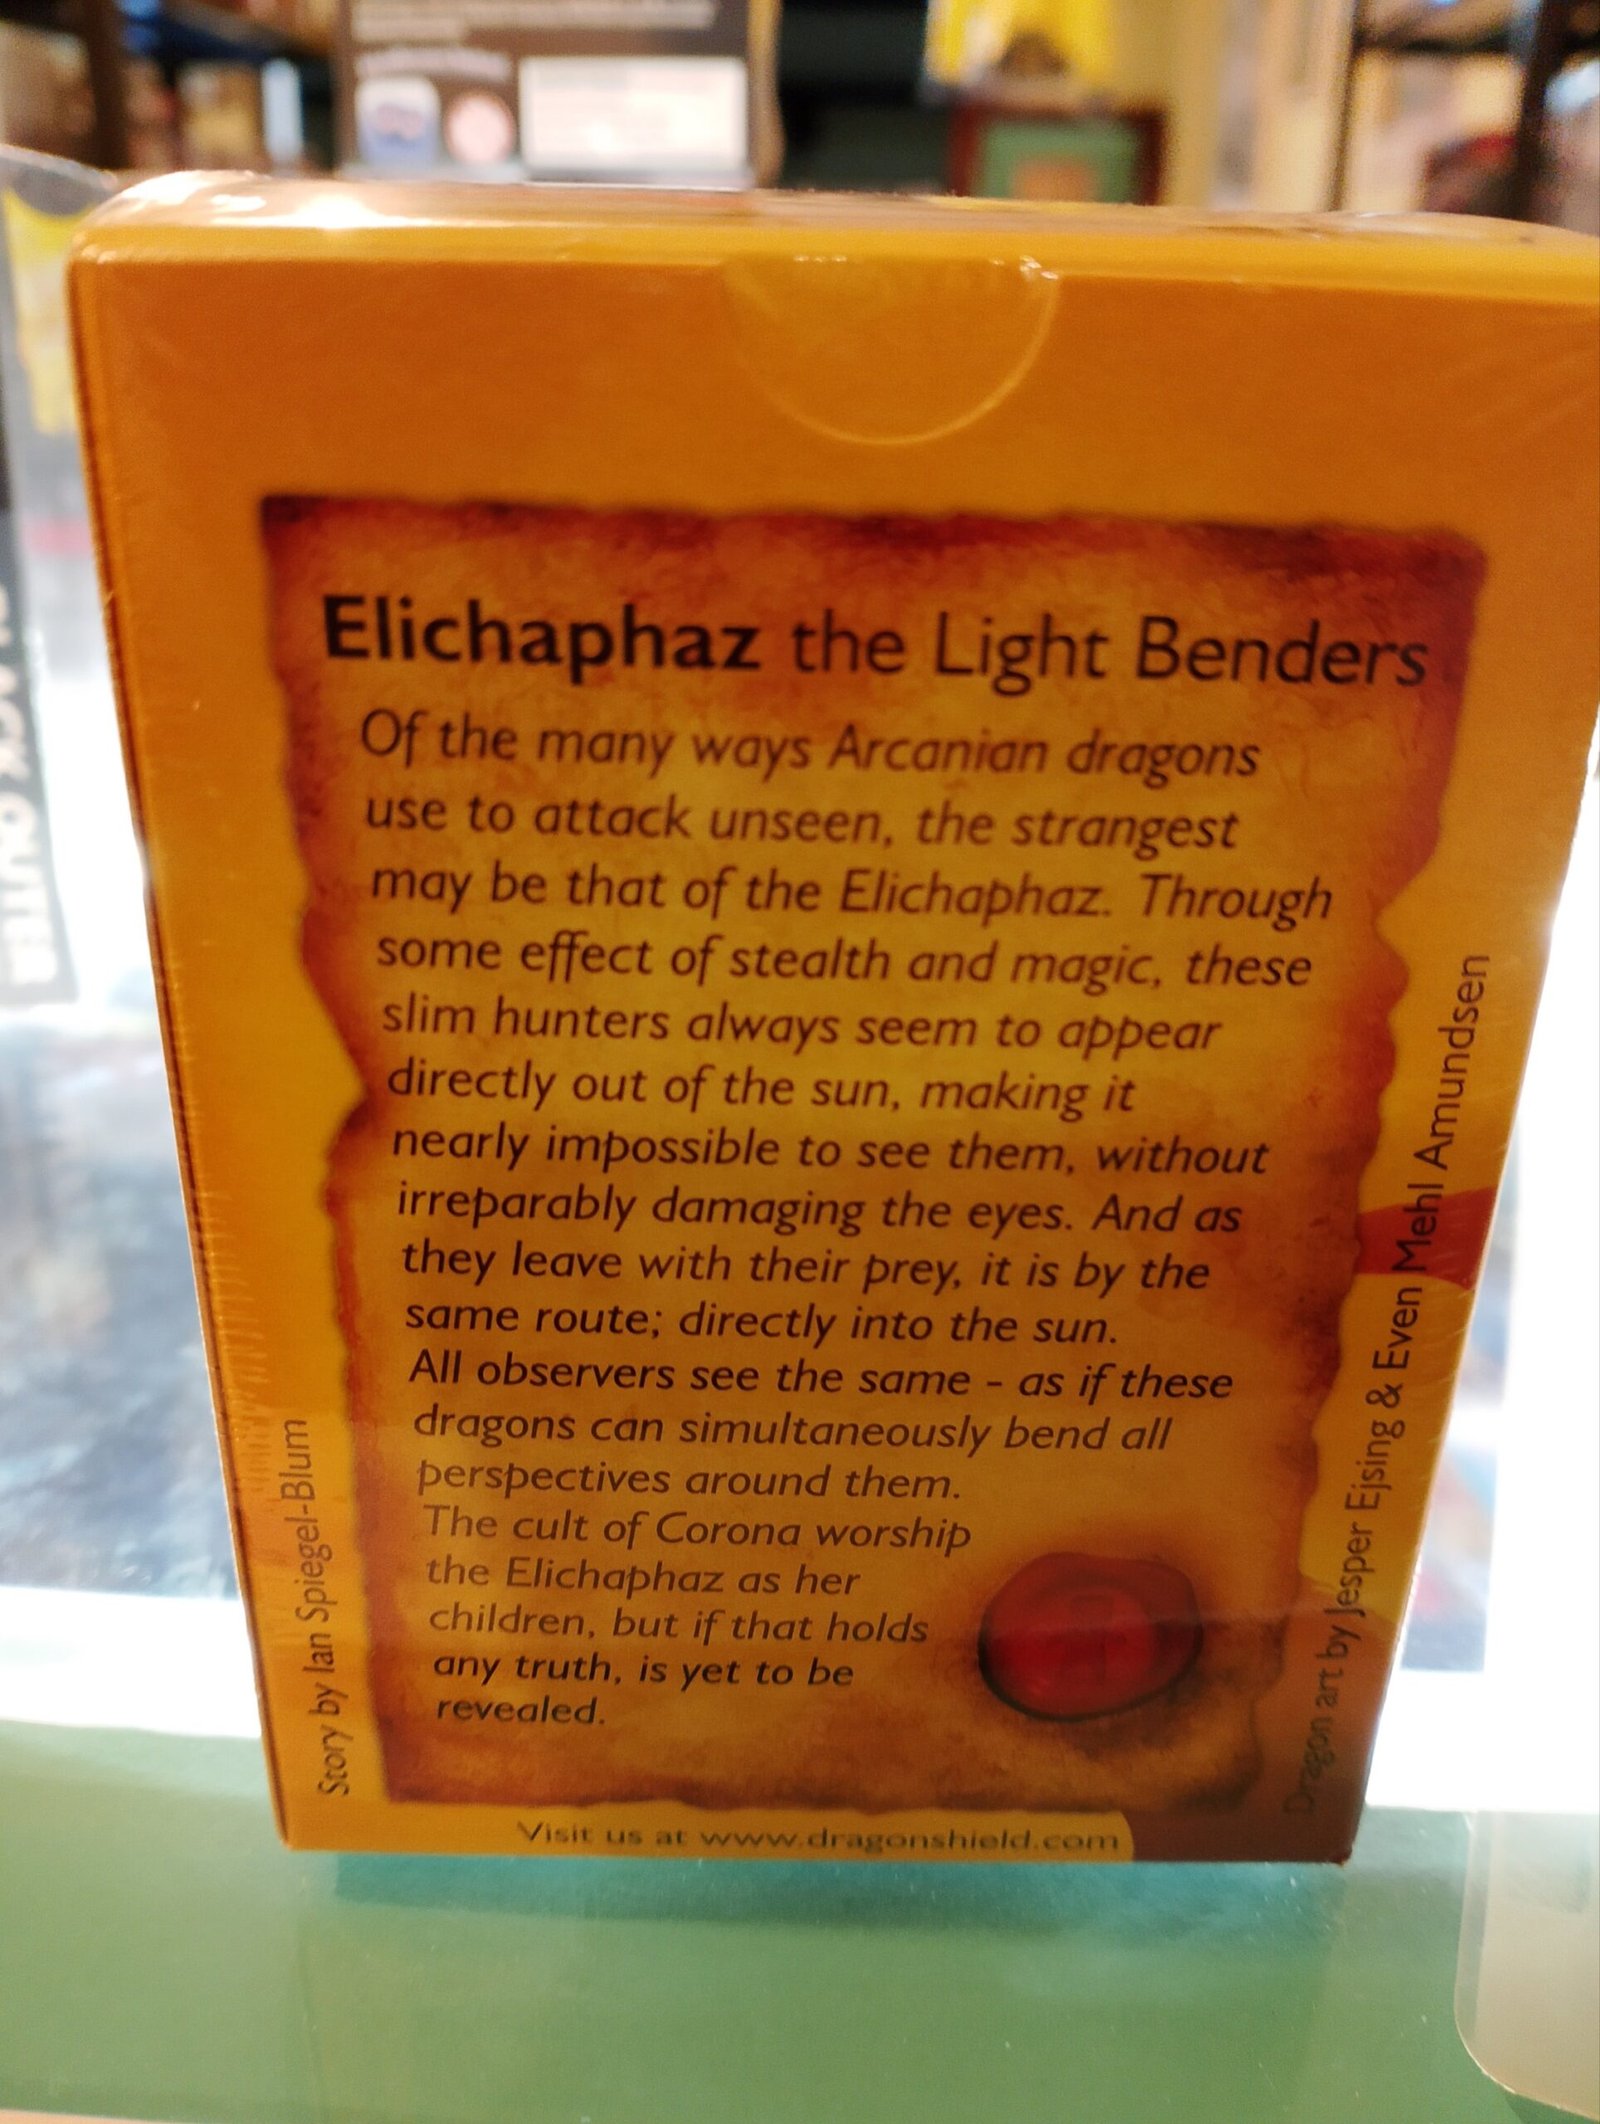 Elichaphaz the Light Benders
Of the many ways Arcanian dragons
use to attack unseen, the strangest
may be that of the Elichaphaz. Through
some effect of stealth and magic, these
slim hunters always seem to appear
directly out of the sun, making it
nearly impossible to see them, without
irreparably damaging the eyes. And as
they leave with their prey, it is by the
same route; directly into the sun.
All observers see the same - as if these
dragons can simultaneously bend all
perspectives around them.
The cult of Corona worship
the Elichaphaz as her
children, but if that holds
any truth, is yet to be
revealed.
Story by Ian Spiegel-Blum
Dragon art by Jesper Ejsing & Even Mehl Amundsen
Visit us at www.dragonshield.com